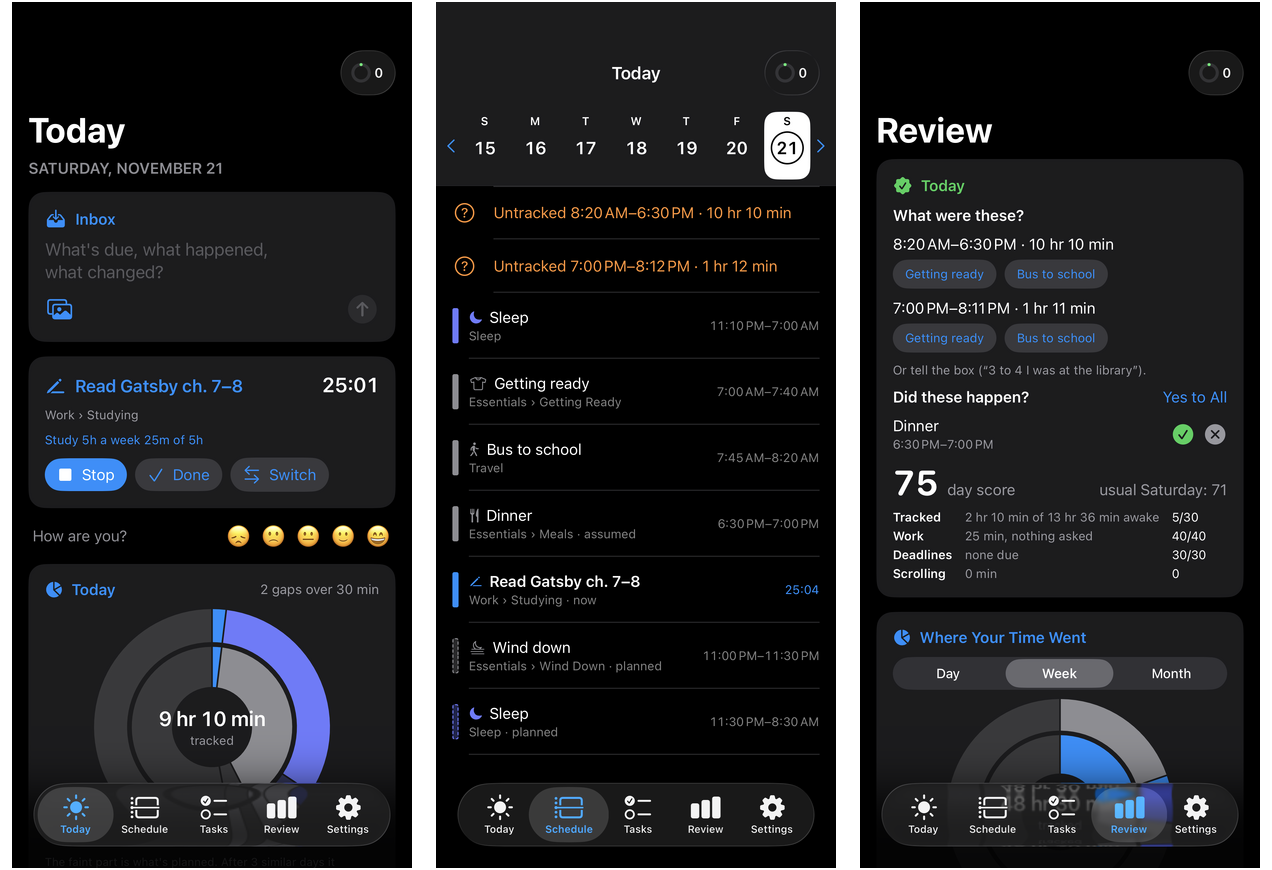 0
Today
SATURDAY, NOVEMBER 21
Inbox
What's due, what happened,
what changed?
Read Gatsby ch. 7–8 25:01
Work › Studying
Study 5h a week 25m of 5h
Stop Done Switch
How are you?
Today 2 gaps over 30 min
9 hr 10 min
tracked
Today Schedule Tasks Review Settings
The faint part is what's planned. After 3 similar days it
Today 0
S M T W T F S
15 16 17 18 19 20 21
Untracked 8:20 AM–6:30 PM · 10 hr 10 min
Untracked 7:00 PM–8:12 PM · 1 hr 12 min
Sleep
Sleep
11:10 PM–7:00 AM
Getting ready
Essentials › Getting Ready
7:00 AM–7:40 AM
Bus to school
Travel
7:45 AM–8:20 AM
Dinner
Essentials › Meals · assumed
6:30 PM–7:00 PM
Read Gatsby ch. 7–8
Work › Studying · now
25:04
Wind down
Essentials › Wind Down · planned
11:00 PM–11:30 PM
Sleep
Sleep · planned
11:30 PM–8:30 AM
Today Schedule Tasks Review Settings
0
Review
Today
What were these?
8:20 AM–6:30 PM · 10 hr 10 min
Getting ready Bus to school
7:00 PM–8:11 PM · 1 hr 11 min
Getting ready Bus to school
Or tell the box (“3 to 4 I was at the library”).
Did these happen? Yes to All
Dinner
6:30 PM–7:00 PM
75 day score usual Saturday: 71
Tracked 2 hr 10 min of 13 hr 36 min awake 5/30
Work 25 min, nothing asked 40/40
Deadlines none due 30/30
Scrolling 0 min 0
Where Your Time Went
Day Week Month
Today Schedule Tasks Review Settings